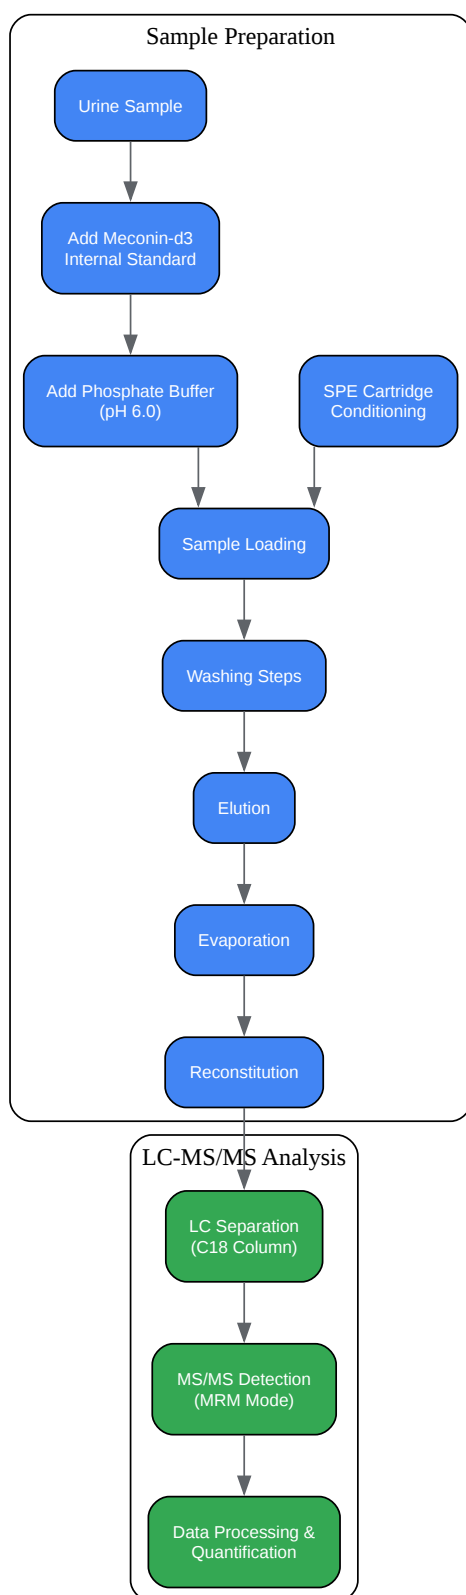 Sample Preparation
Urine Sample
Add Meconin-d3
Internal Standard
Add Phosphate Buffer
(pH 6.0)
SPE Cartridge
Conditioning
Sample Loading
Washing Steps
Elution
Evaporation
Reconstitution
LC-MS/MS Analysis
LC Separation
(C18 Column)
MS/MS Detection
(MRM Mode)
Data Processing &
Quantification